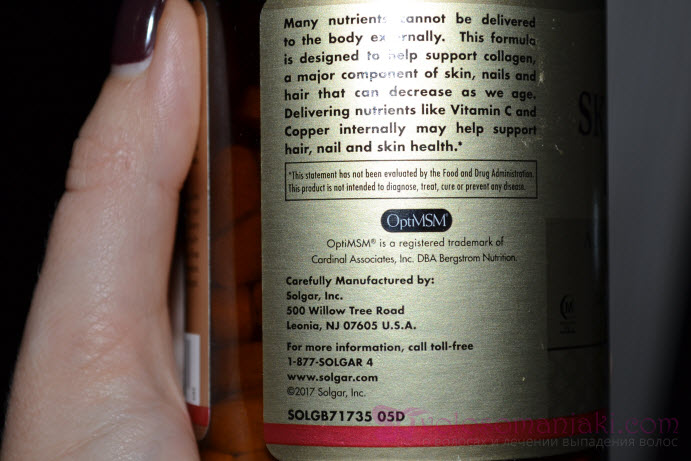 Many nutrients cannot be delivered
to the body externally. This formula
is designed to help support collagen,
a major component of skin, nails and
hair that can decrease as we age.
Delivering nutrients like Vitamin C and
Copper internally may help support
hair, nail and skin health.*
*This statement has not been evaluated by the Food and Drug Administration.
This product is not intended to diagnose, treat, cure or prevent any disease.
OptiMSM®
OptiMSM® is a registered trademark of
Cardinal Associates, Inc. DBA Bergstrom Nutrition.
Carefully Manufactured by:
Solgar, Inc.
500 Willow Tree Road
Leonia, NJ 07605 U.S.A.
For more information, call toll-free
1-877-SOLGAR 4
www.solgar.com
©2017 Solgar, Inc.
SOLGB71735 05D
SK
volosomaniaki.com
о волосах и лечении выпадения волос